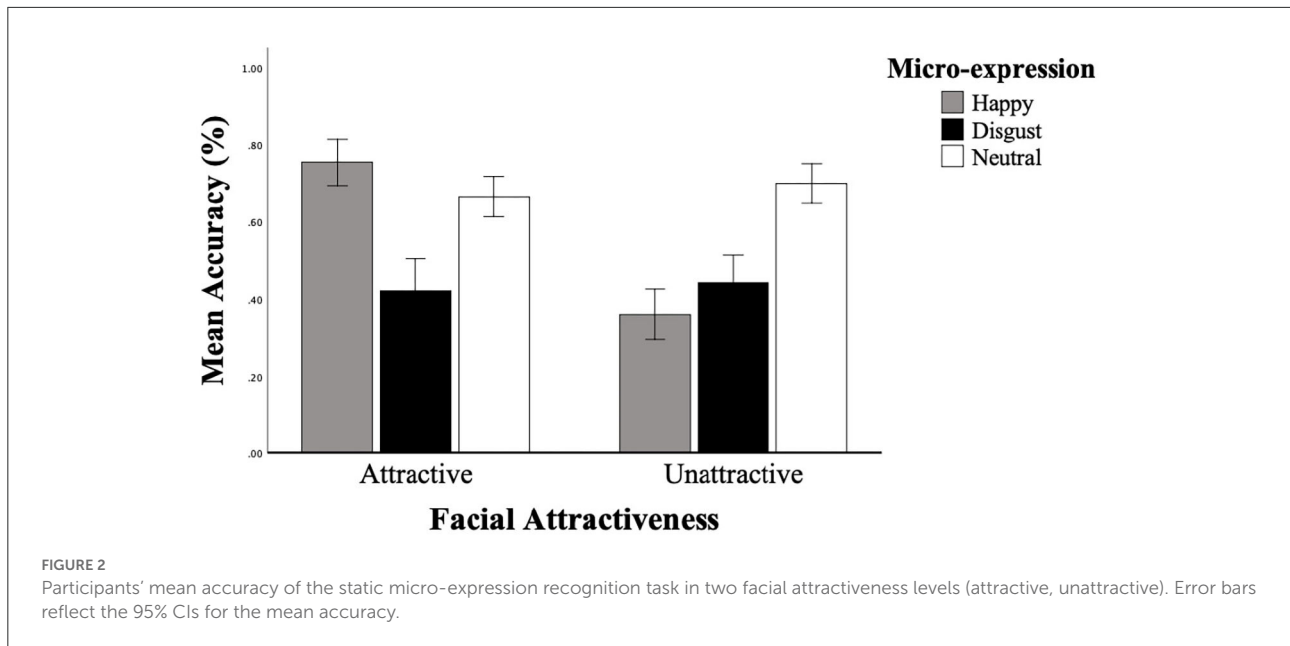 Micro-expression
Happy
Disgust
Neutral
Mean Accuracy (%)
1.00
.80
.60
.40
.20
.00
Attractive
Unattractive
Facial Attractiveness
FIGURE 2
Participants’ mean accuracy of the static micro-expression recognition task in two facial attractiveness levels (attractive, unattractive). Error bars
reflect the 95% CIs for the mean accuracy.